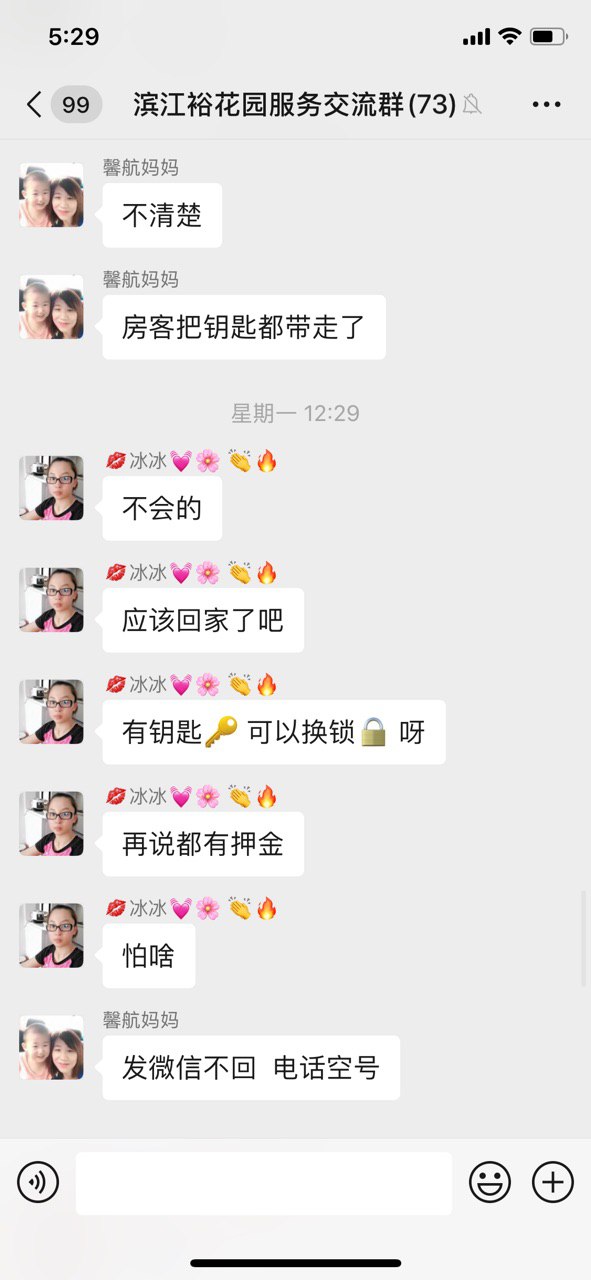 5:29
99 滨江裕花园服务交流群(73)
馨航妈妈
不清楚
馨航妈妈
房客把钥匙都带走了
星期一 12:29
💋冰冰💓🌸👏🔥
不会的
💋冰冰💓🌸👏🔥
应该回家了吧
💋冰冰💓🌸👏🔥
有钥匙🔑可以换锁🔒呀
💋冰冰💓🌸👏🔥
再说都有押金
💋冰冰💓🌸👏🔥
怕啥
馨航妈妈
发微信不回 电话空号